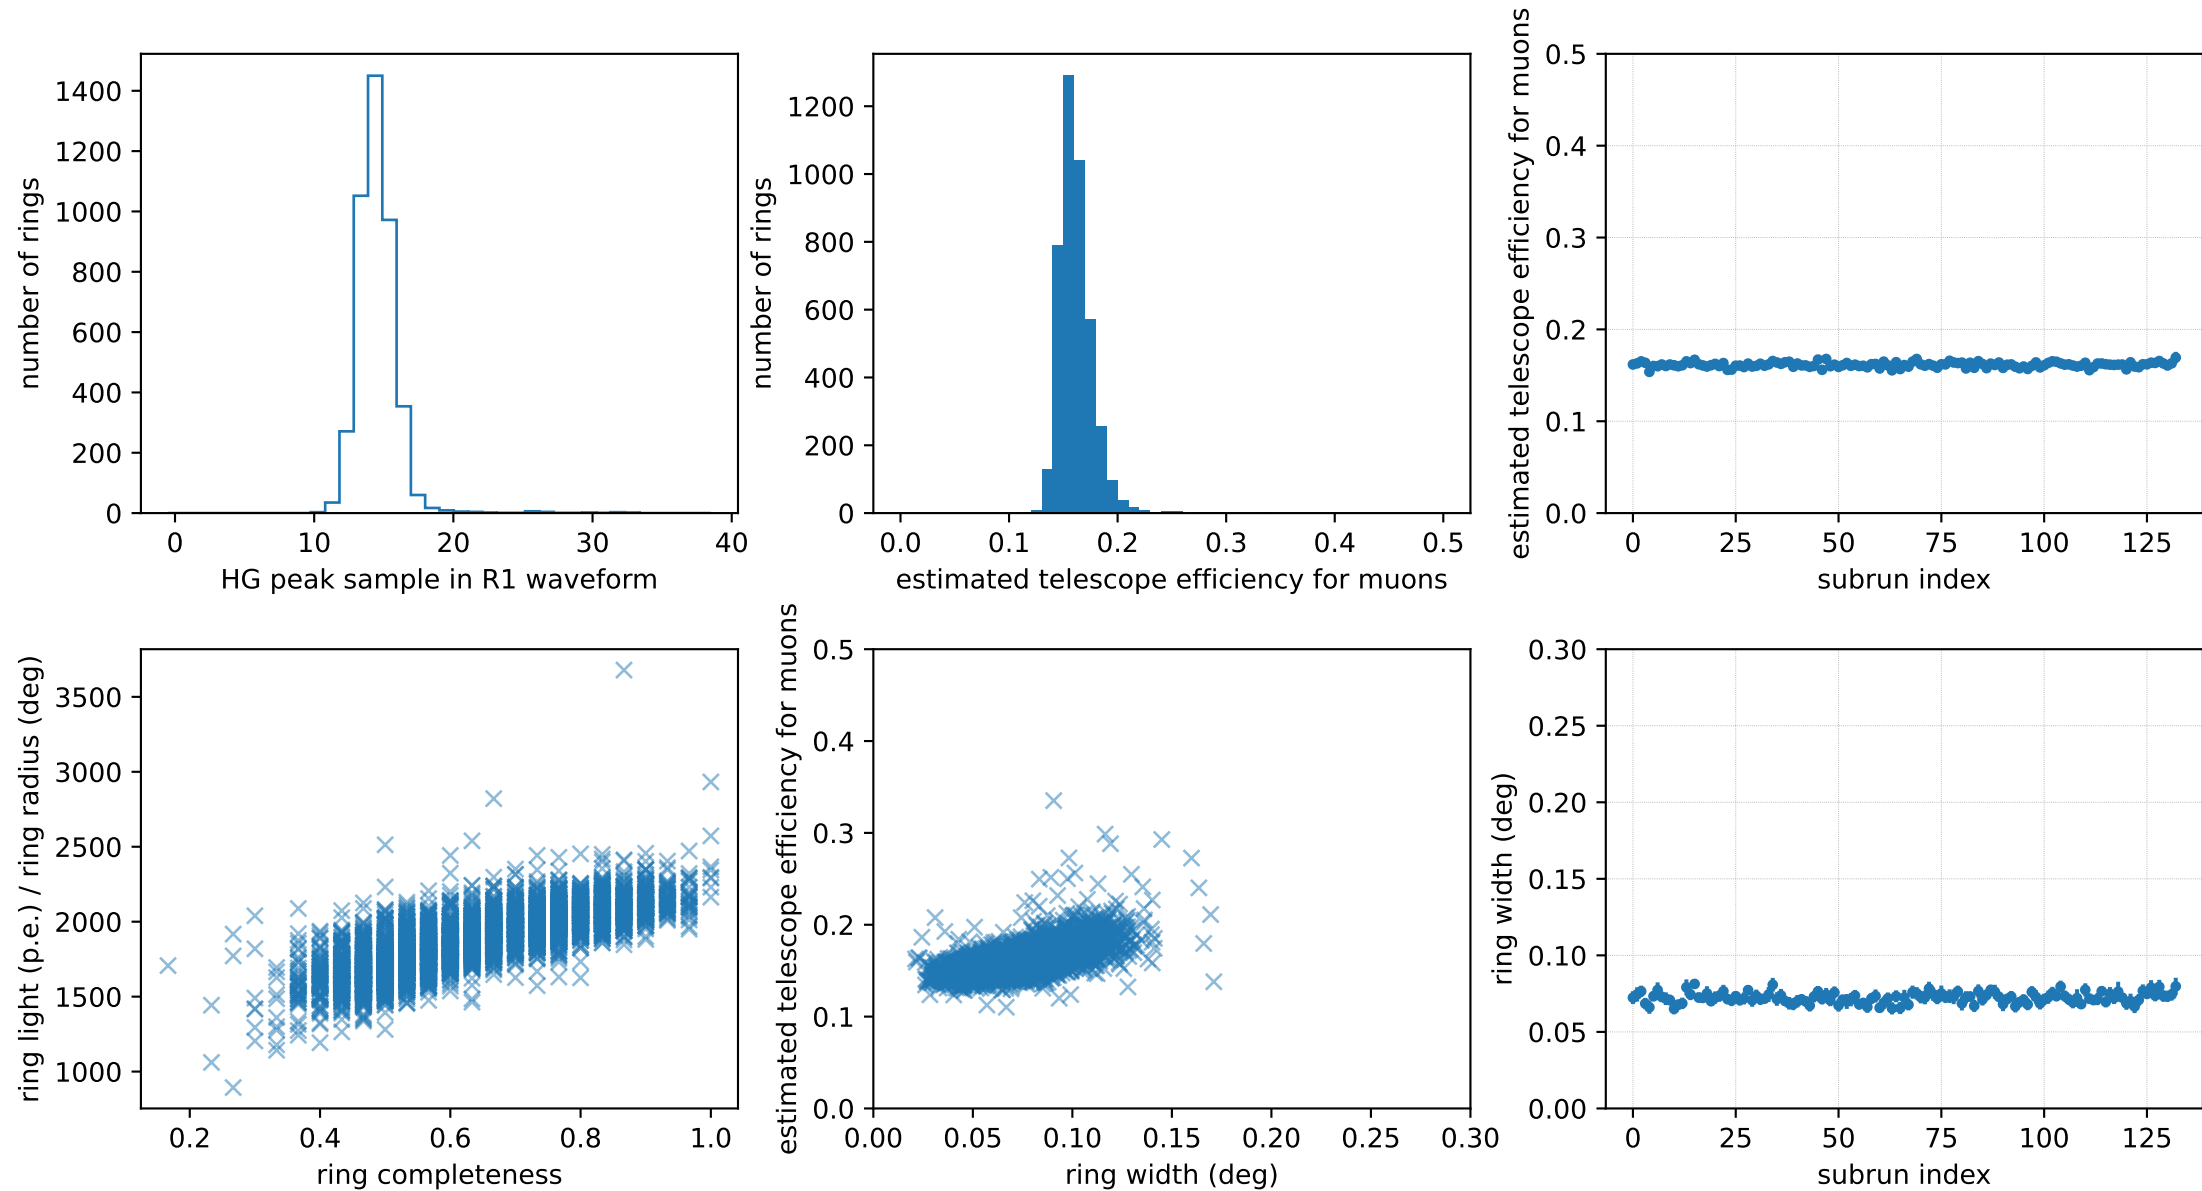 number of rings
1400
1200
1000
800
600
400
200
0
0 10 20 30 40
HG peak sample in R1 waveform
number of rings
1200
1000
800
600
400
200
0
0.0 0.1 0.2 0.3 0.4 0.5
estimated telescope efficiency for muons
estimated telescope efficiency for muons
0.5
0.4
0.3
0.2
0.1
0.0
0 25 50 75 100 125
subrun index
ring light (p.e.) / ring radius (deg)
3500
3000
2500
2000
1500
1000
0.2 0.4 0.6 0.8 1.0
ring completeness
estimated telescope efficiency for muons
0.5
0.4
0.3
0.2
0.1
0.0
0.00 0.05 0.10 0.15 0.20 0.25 0.30
ring width (deg)
ring width (deg)
0.30
0.25
0.20
0.15
0.10
0.05
0.00
0 25 50 75 100 125
subrun index